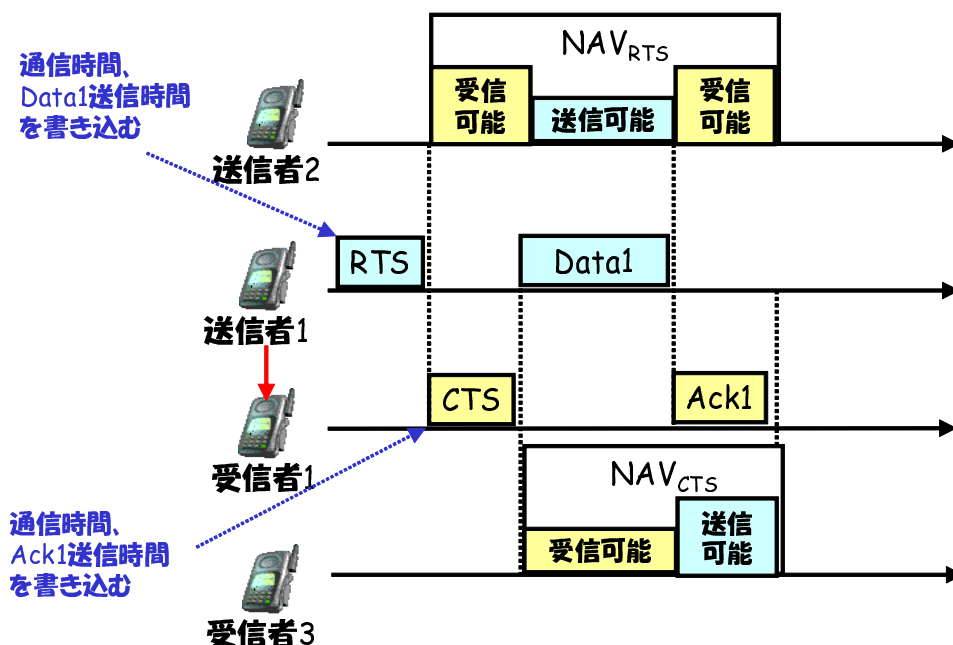 NAVRTS
通信時間、
Data1送信時間
を書き込む
受信
可能
送信可能
受信
可能
送信者2
RTS
Data1
送信者1
CTS
Ack1
受信者1
NAVCTS
通信時間、
Ack1送信時間
を書き込む
受信可能
送信
可能
受信者3